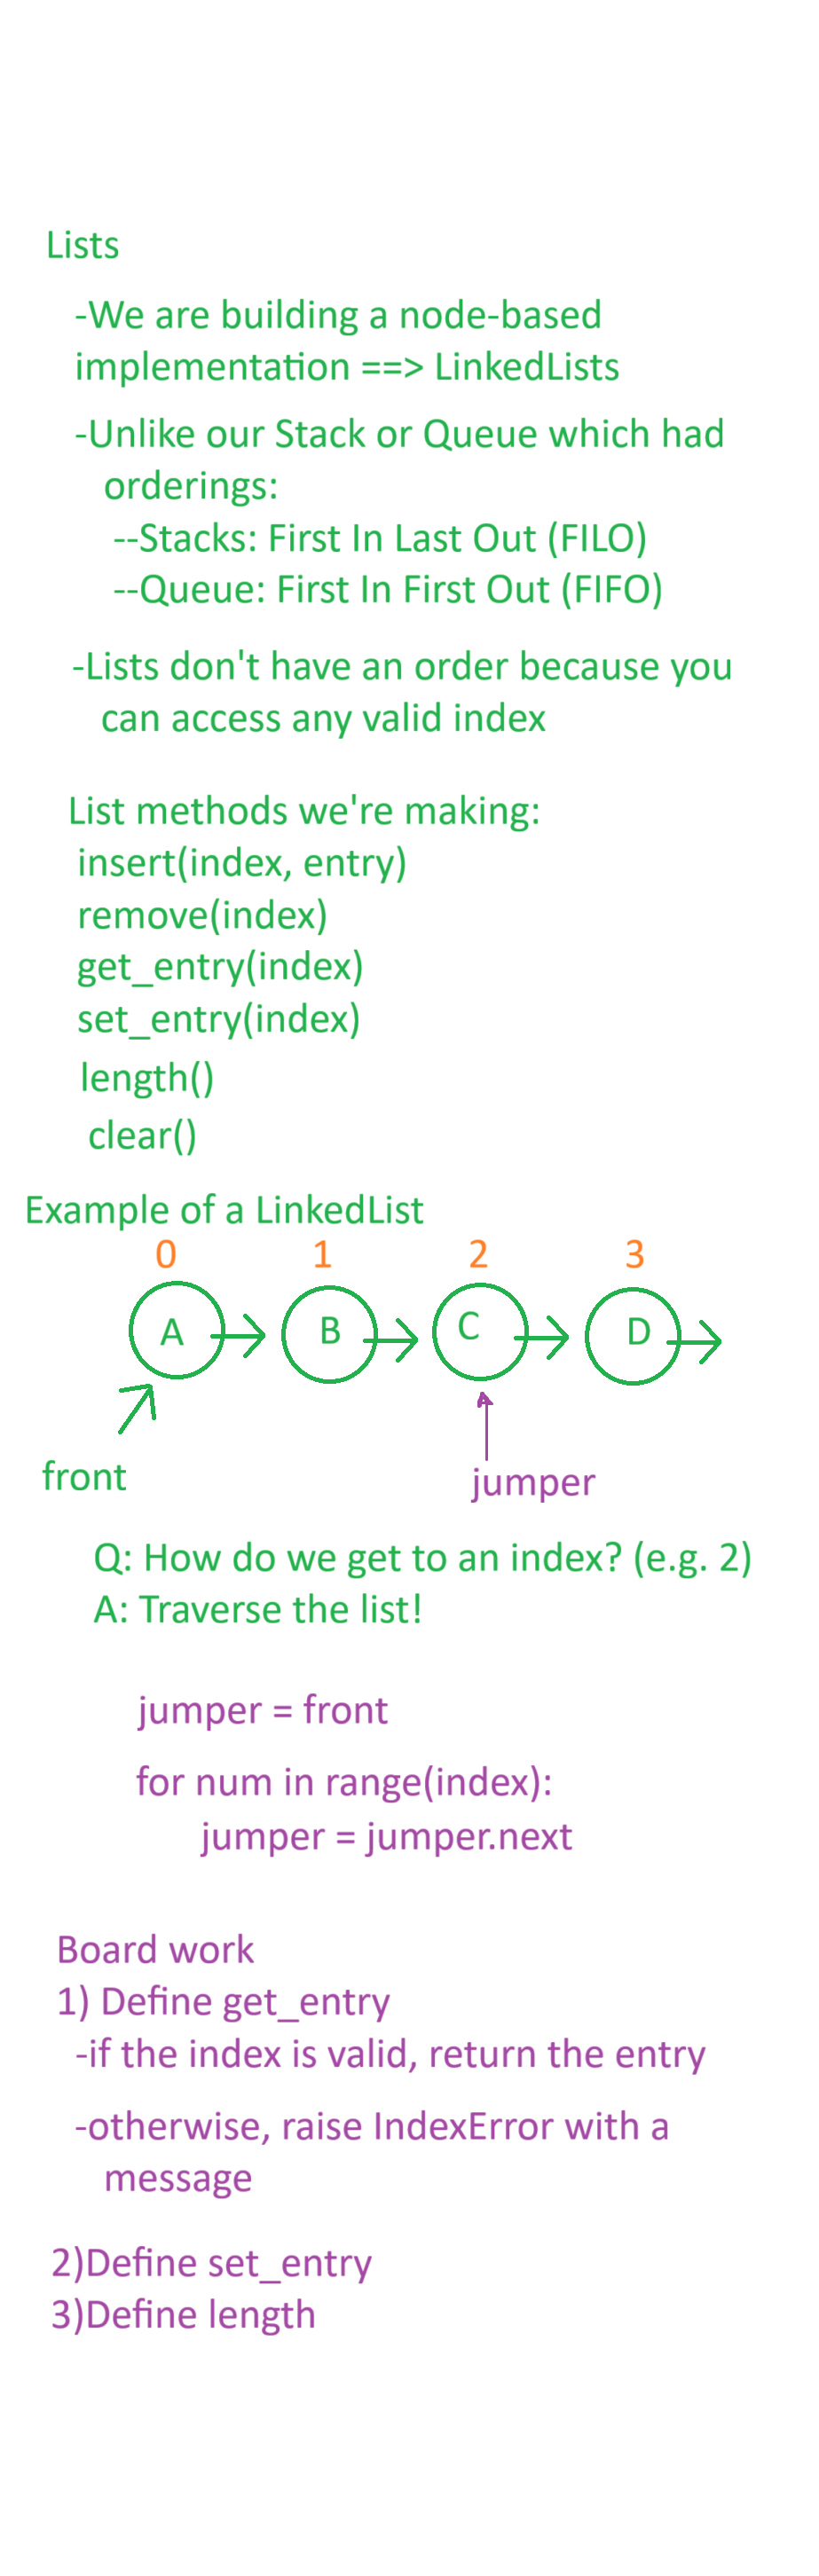 Lists
-We are building a node-based
implementation ==> LinkedLists
-Unlike our Stack or Queue which had
orderings:
--Stacks: First In Last Out (FILO)
--Queue: First In First Out (FIFO)
-Lists don't have an order because you
can access any valid index
List methods we're making:
insert(index, entry)
remove(index)
get_entry(index)
set_entry(index)
length()
clear()
Example of a LinkedList
0 1 2 3
A B C D
front
jumper
Q: How do we get to an index? (e.g. 2)
A: Traverse the list!
jumper = front
for num in range(index):
jumper = jumper.next
Board work
1) Define get_entry
-if the index is valid, return the entry
-otherwise, raise IndexError with a
message
2)Define set_entry
3)Define length